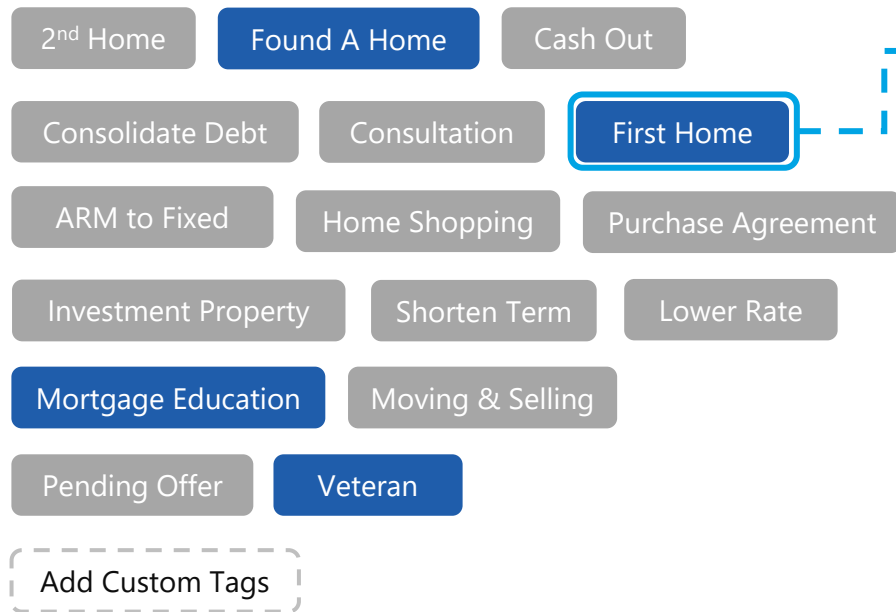 2nd Home Found A Home Cash Out
Consolidate Debt Consultation First Home
ARM to Fixed Home Shopping Purchase Agreement
Investment Property Shorten Term Lower Rate
Mortgage Education Moving & Selling
Pending Offer Veteran
Add Custom Tags